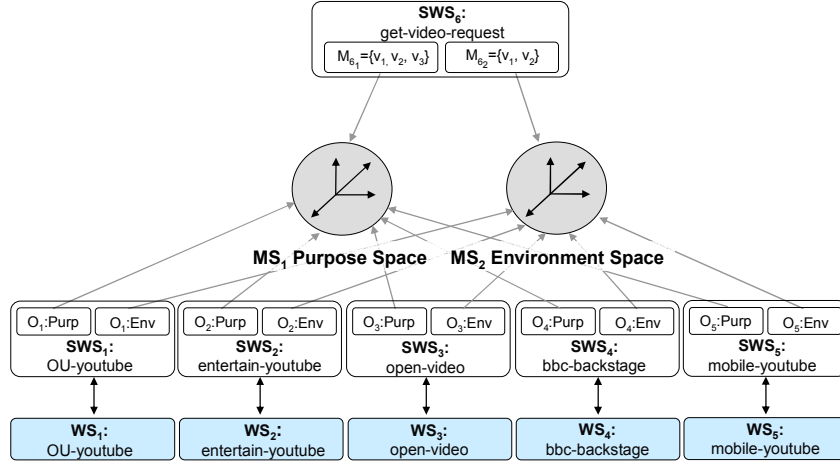 SWS₆:
get-video-request
M₆₁={v₁, v₂, v₃} M₆₂={v₁, v₂}
MS₁ Purpose Space MS₂ Environment Space
O₁:Purp O₁:Env O₂:Purp O₂:Env O₃:Purp O₃:Env O₄:Purp O₄:Env O₅:Purp O₅:Env
SWS₁: SWS₂: SWS₃: SWS₄: SWS₅:
OU-youtube entertain-youtube open-video bbc-backstage mobile-youtube
WS₁: WS₂: WS₃: WS₄: WS₅:
OU-youtube entertain-youtube open-video bbc-backstage mobile-youtube